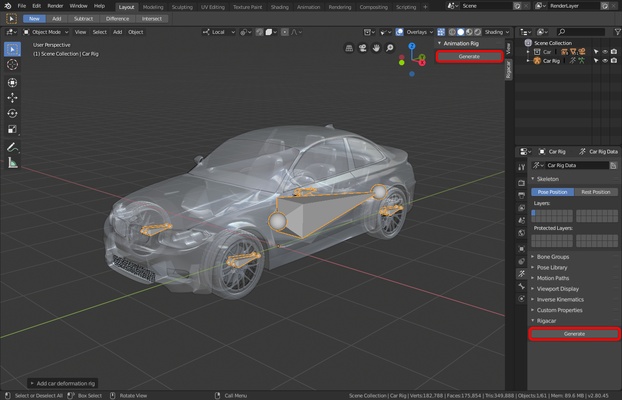 File Edit Render Window Help Layout Modeling Sculpting UV Editing Texture Paint Shading Animation Rendering Compositing Scripting + Scene RenderLayer
New Add Subtract Difference Intersect
Object Mode View Select Add Object Local Overlays Shading
User Perspective
(1) Scene Collection | Car Rig
Animation Rig
Generate
View
Rigacar
Scene Collection
Car
Car Rig
Car Rig Car Rig Data
Car Rig Data
Skeleton
Pose Position Rest Position
Layers:
Protected Layers:
Bone Groups
Pose Library
Motion Paths
Viewport Display
Inverse Kinematics
Custom Properties
Rigacar
Generate
Add car deformation rig
Select or Deselect All Box Select Rotate View Call Menu Scene Collection | Car Rig | Verts:182,788 | Faces:175,854 | Tris:349,888 | Objects:1/61 | Mem: 89.6 MB | v2.80.45